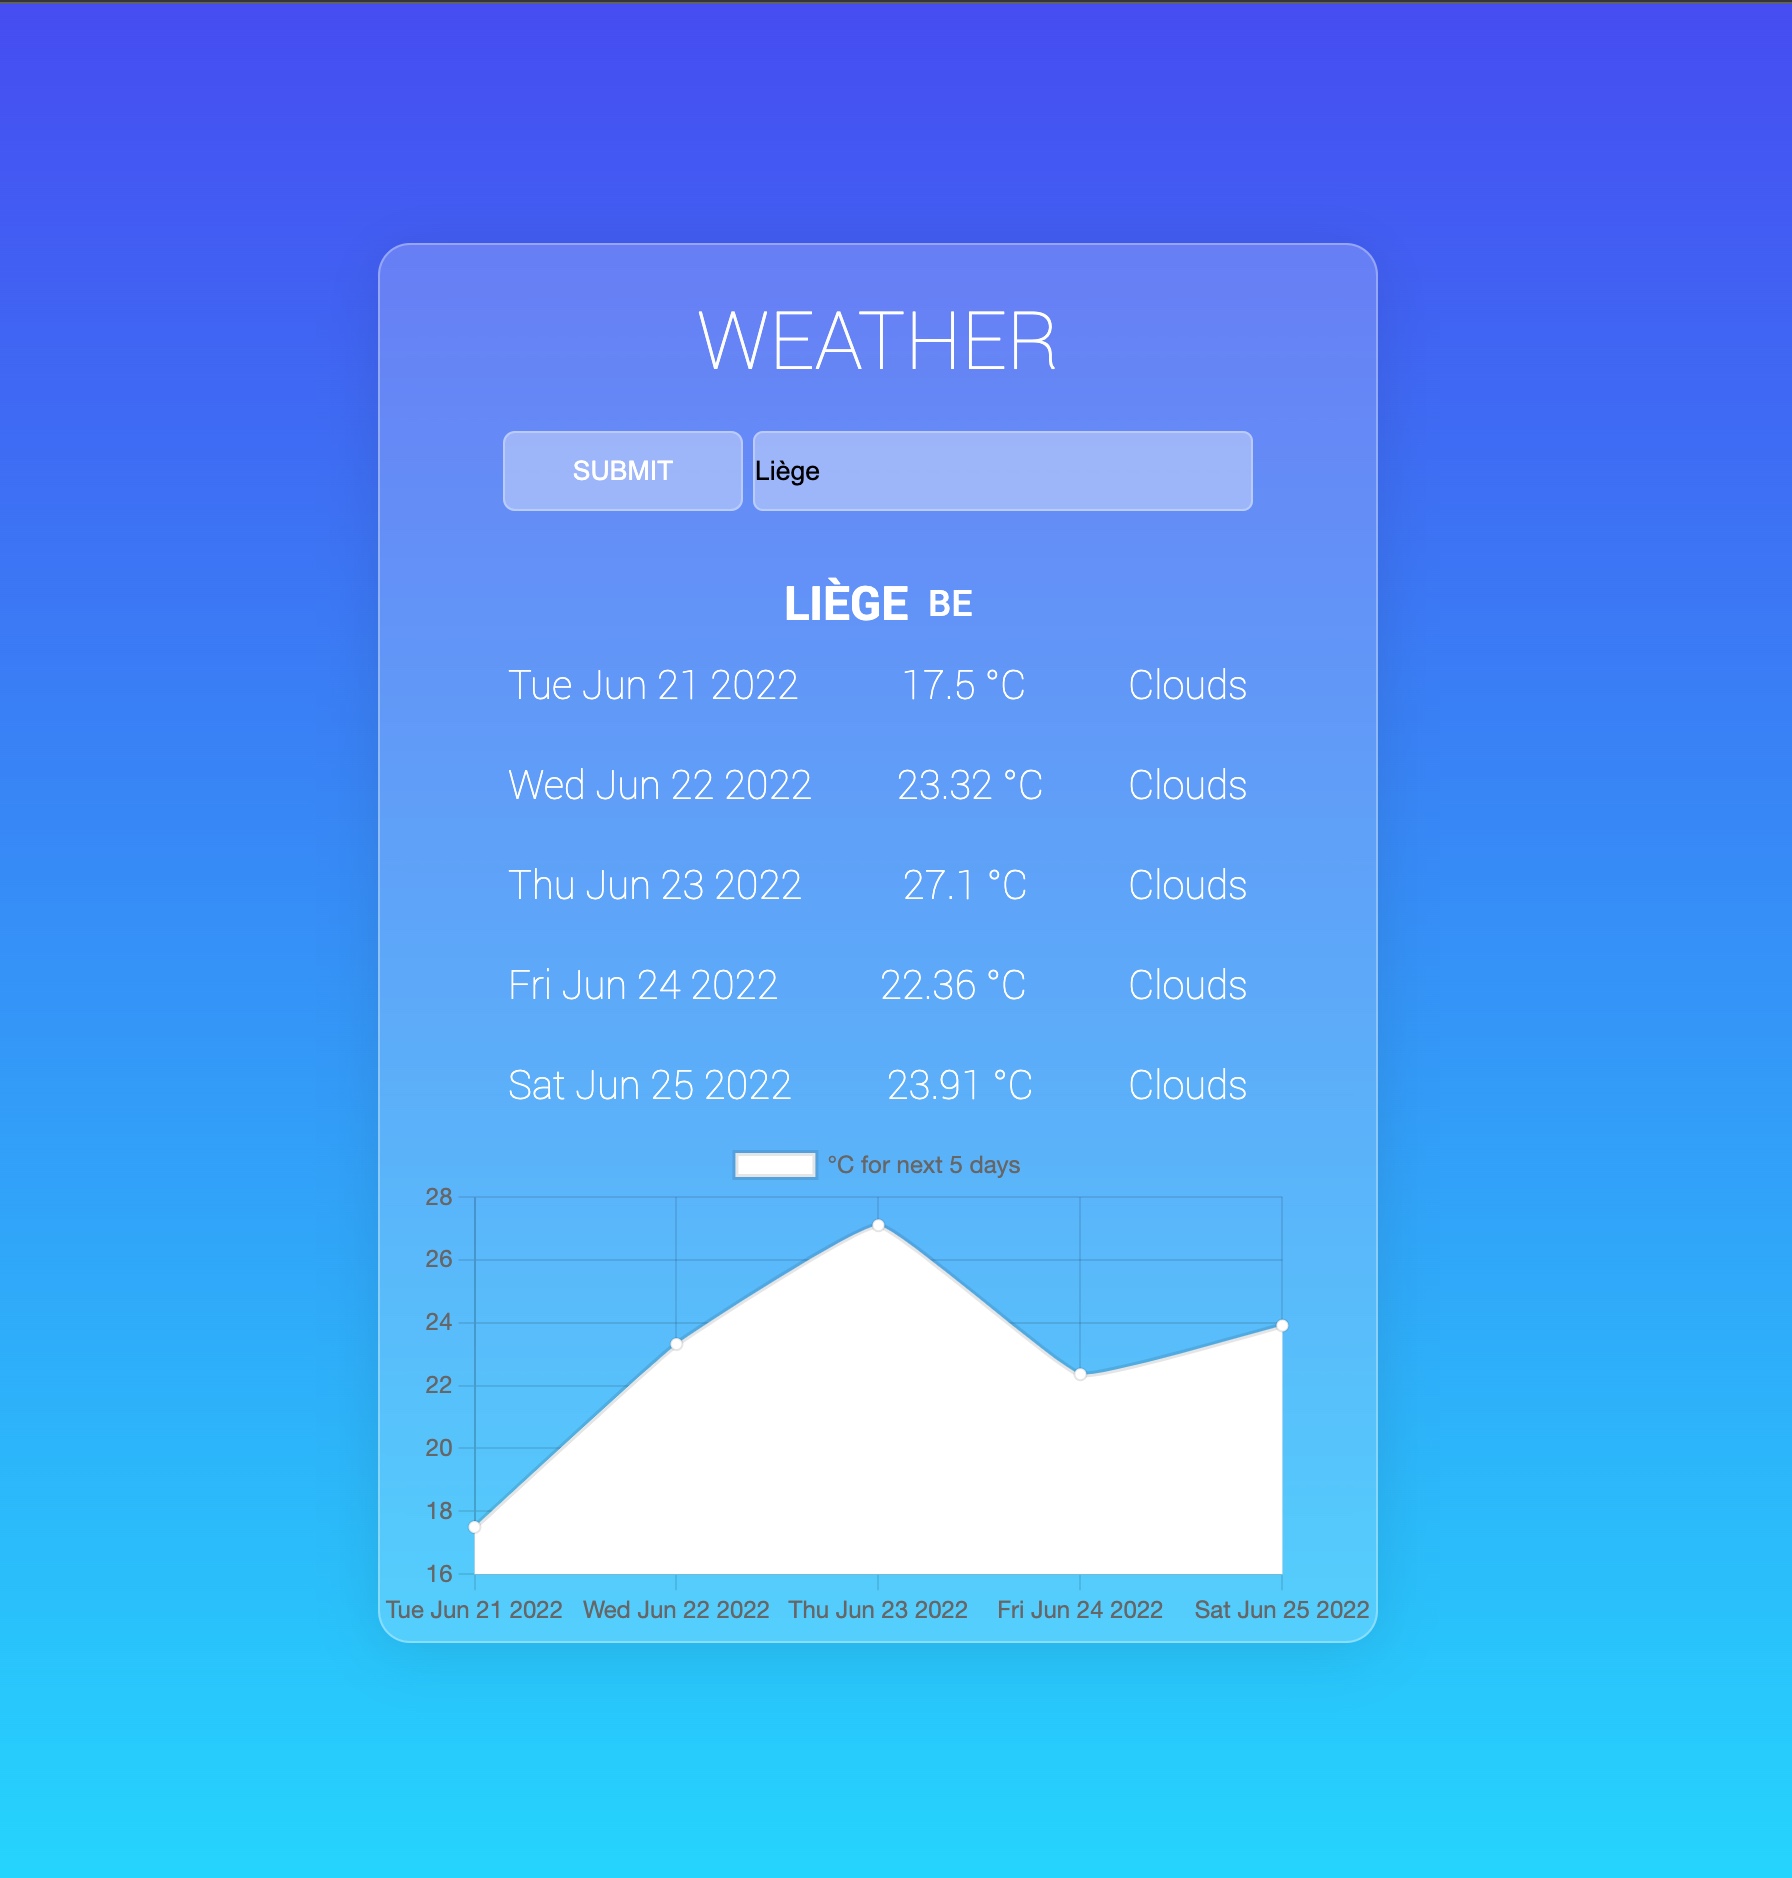 WEATHER
SUBMIT Liège
LIÈGE BE
Tue Jun 21 2022 17.5 °C Clouds
Wed Jun 22 2022 23.32 °C Clouds
Thu Jun 23 2022 27.1 °C Clouds
Fri Jun 24 2022 22.36 °C Clouds
Sat Jun 25 2022 23.91 °C Clouds
°C for next 5 days
28
26
24
22
20
18
16
Tue Jun 21 2022 Wed Jun 22 2022 Thu Jun 23 2022 Fri Jun 24 2022 Sat Jun 25 2022